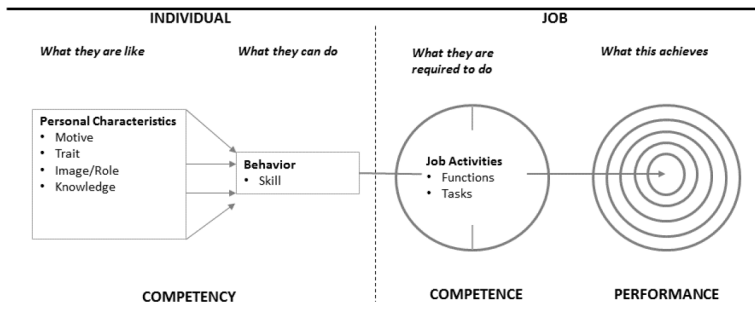 INDIVIDUAL
JOB
What they are like
What they can do
What they are
required to do
What this achieves
Personal Characteristics
• Motive
• Trait
• Image/Role
• Knowledge
Behavior
• Skill
Job Activities
• Functions
• Tasks
COMPETENCY
COMPETENCE
PERFORMANCE